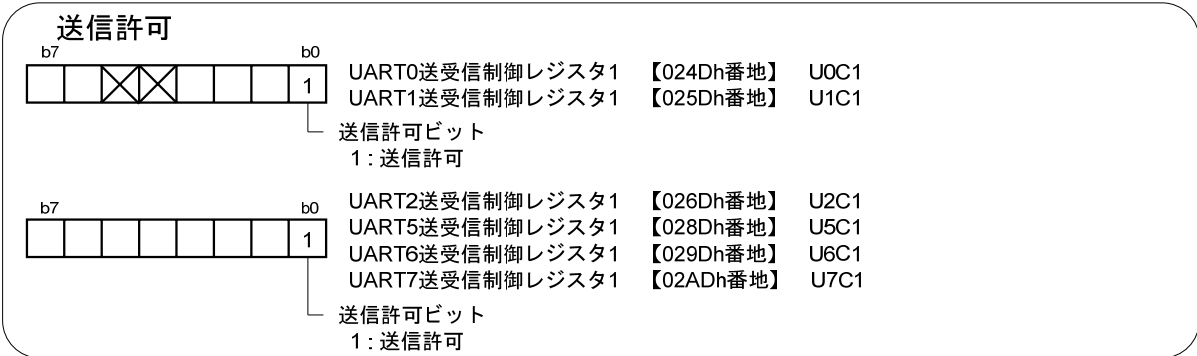 送信許可
b7 b0
1 UART0送受信制御レジスタ1 【024Dh番地】 U0C1
UART1送受信制御レジスタ1 【025Dh番地】 U1C1
送信許可ビット
1 : 送信許可
UART2送受信制御レジスタ1 【026Dh番地】 U2C1
b7 b0
1 UART5送受信制御レジスタ1 【028Dh番地】 U5C1
UART6送受信制御レジスタ1 【029Dh番地】 U6C1
UART7送受信制御レジスタ1 【02ADh番地】 U7C1
送信許可ビット
1 : 送信許可